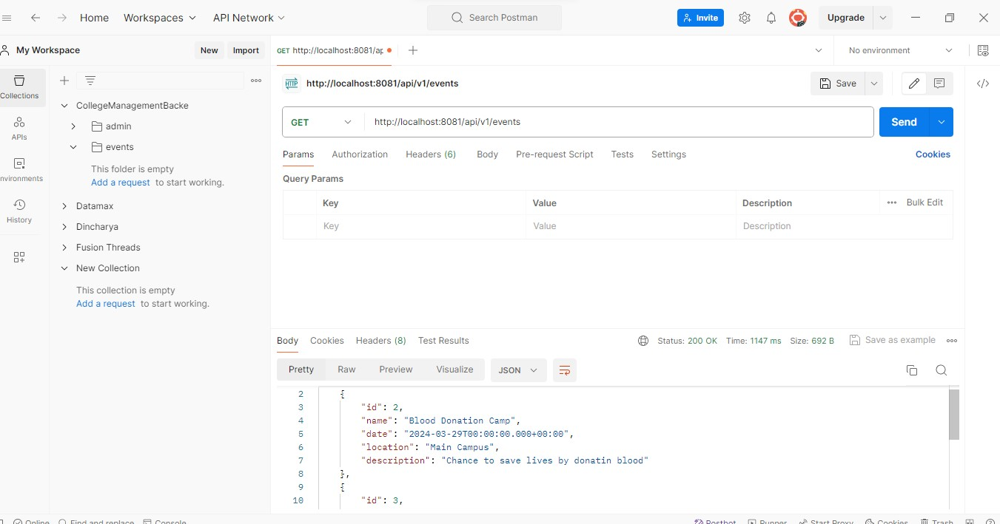 Home Workspaces API Network Search Postman Invite Upgrade
My Workspace New Import GET http://localhost:8081/ap No environment
Collections
APIs
nvironments
History
CollegeManagementBacke
admin
events
This folder is empty
Add a request to start working.
Datamax
Dincharya
Fusion Threads
New Collection
This collection is empty
Add a request to start working.
HTTP http://localhost:8081/api/v1/events Save
GET http://localhost:8081/api/v1/events Send
Params Authorization Headers (6) Body Pre-request Script Tests Settings Cookies
Query Params
Key Value Description Bulk Edit
Key Value Description
Body Cookies Headers (8) Test Results Status: 200 OK Time: 1147 ms Size: 692 B Save as example
Pretty Raw Preview Visualize JSON
2 {
3 "id": 2,
4 "name": "Blood Donation Camp",
5 "date": "2024-03-29T00:00:00.000+00:00",
6 "location": "Main Campus",
7 "description": "Chance to save lives by donatin blood"
8 },
9 {
10 "id": 3,
Online Find and replace Console Postbot Runner Start Proxy Cookies Trash